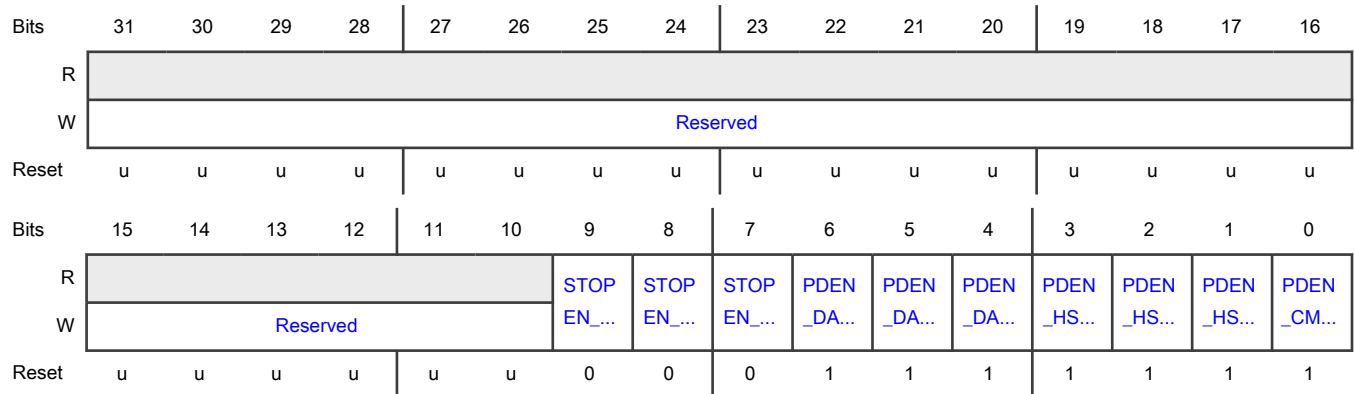 Bits 31 30 29 28 27 26 25 24 23 22 21 20 19 18 17 16
R
W Reserved
Reset u u u u u u u u u u u u u u u u
Bits 15 14 13 12 11 10 9 8 7 6 5 4 3 2 1 0
R STOP STOP STOP PDEN PDEN PDEN PDEN PDEN PDEN PDEN
W Reserved EN_... EN_... EN_... _DA... _DA... _DA... _HS... _HS... _HS... _CM...
Reset u u u u u u 0 0 0 1 1 1 1 1 1 1